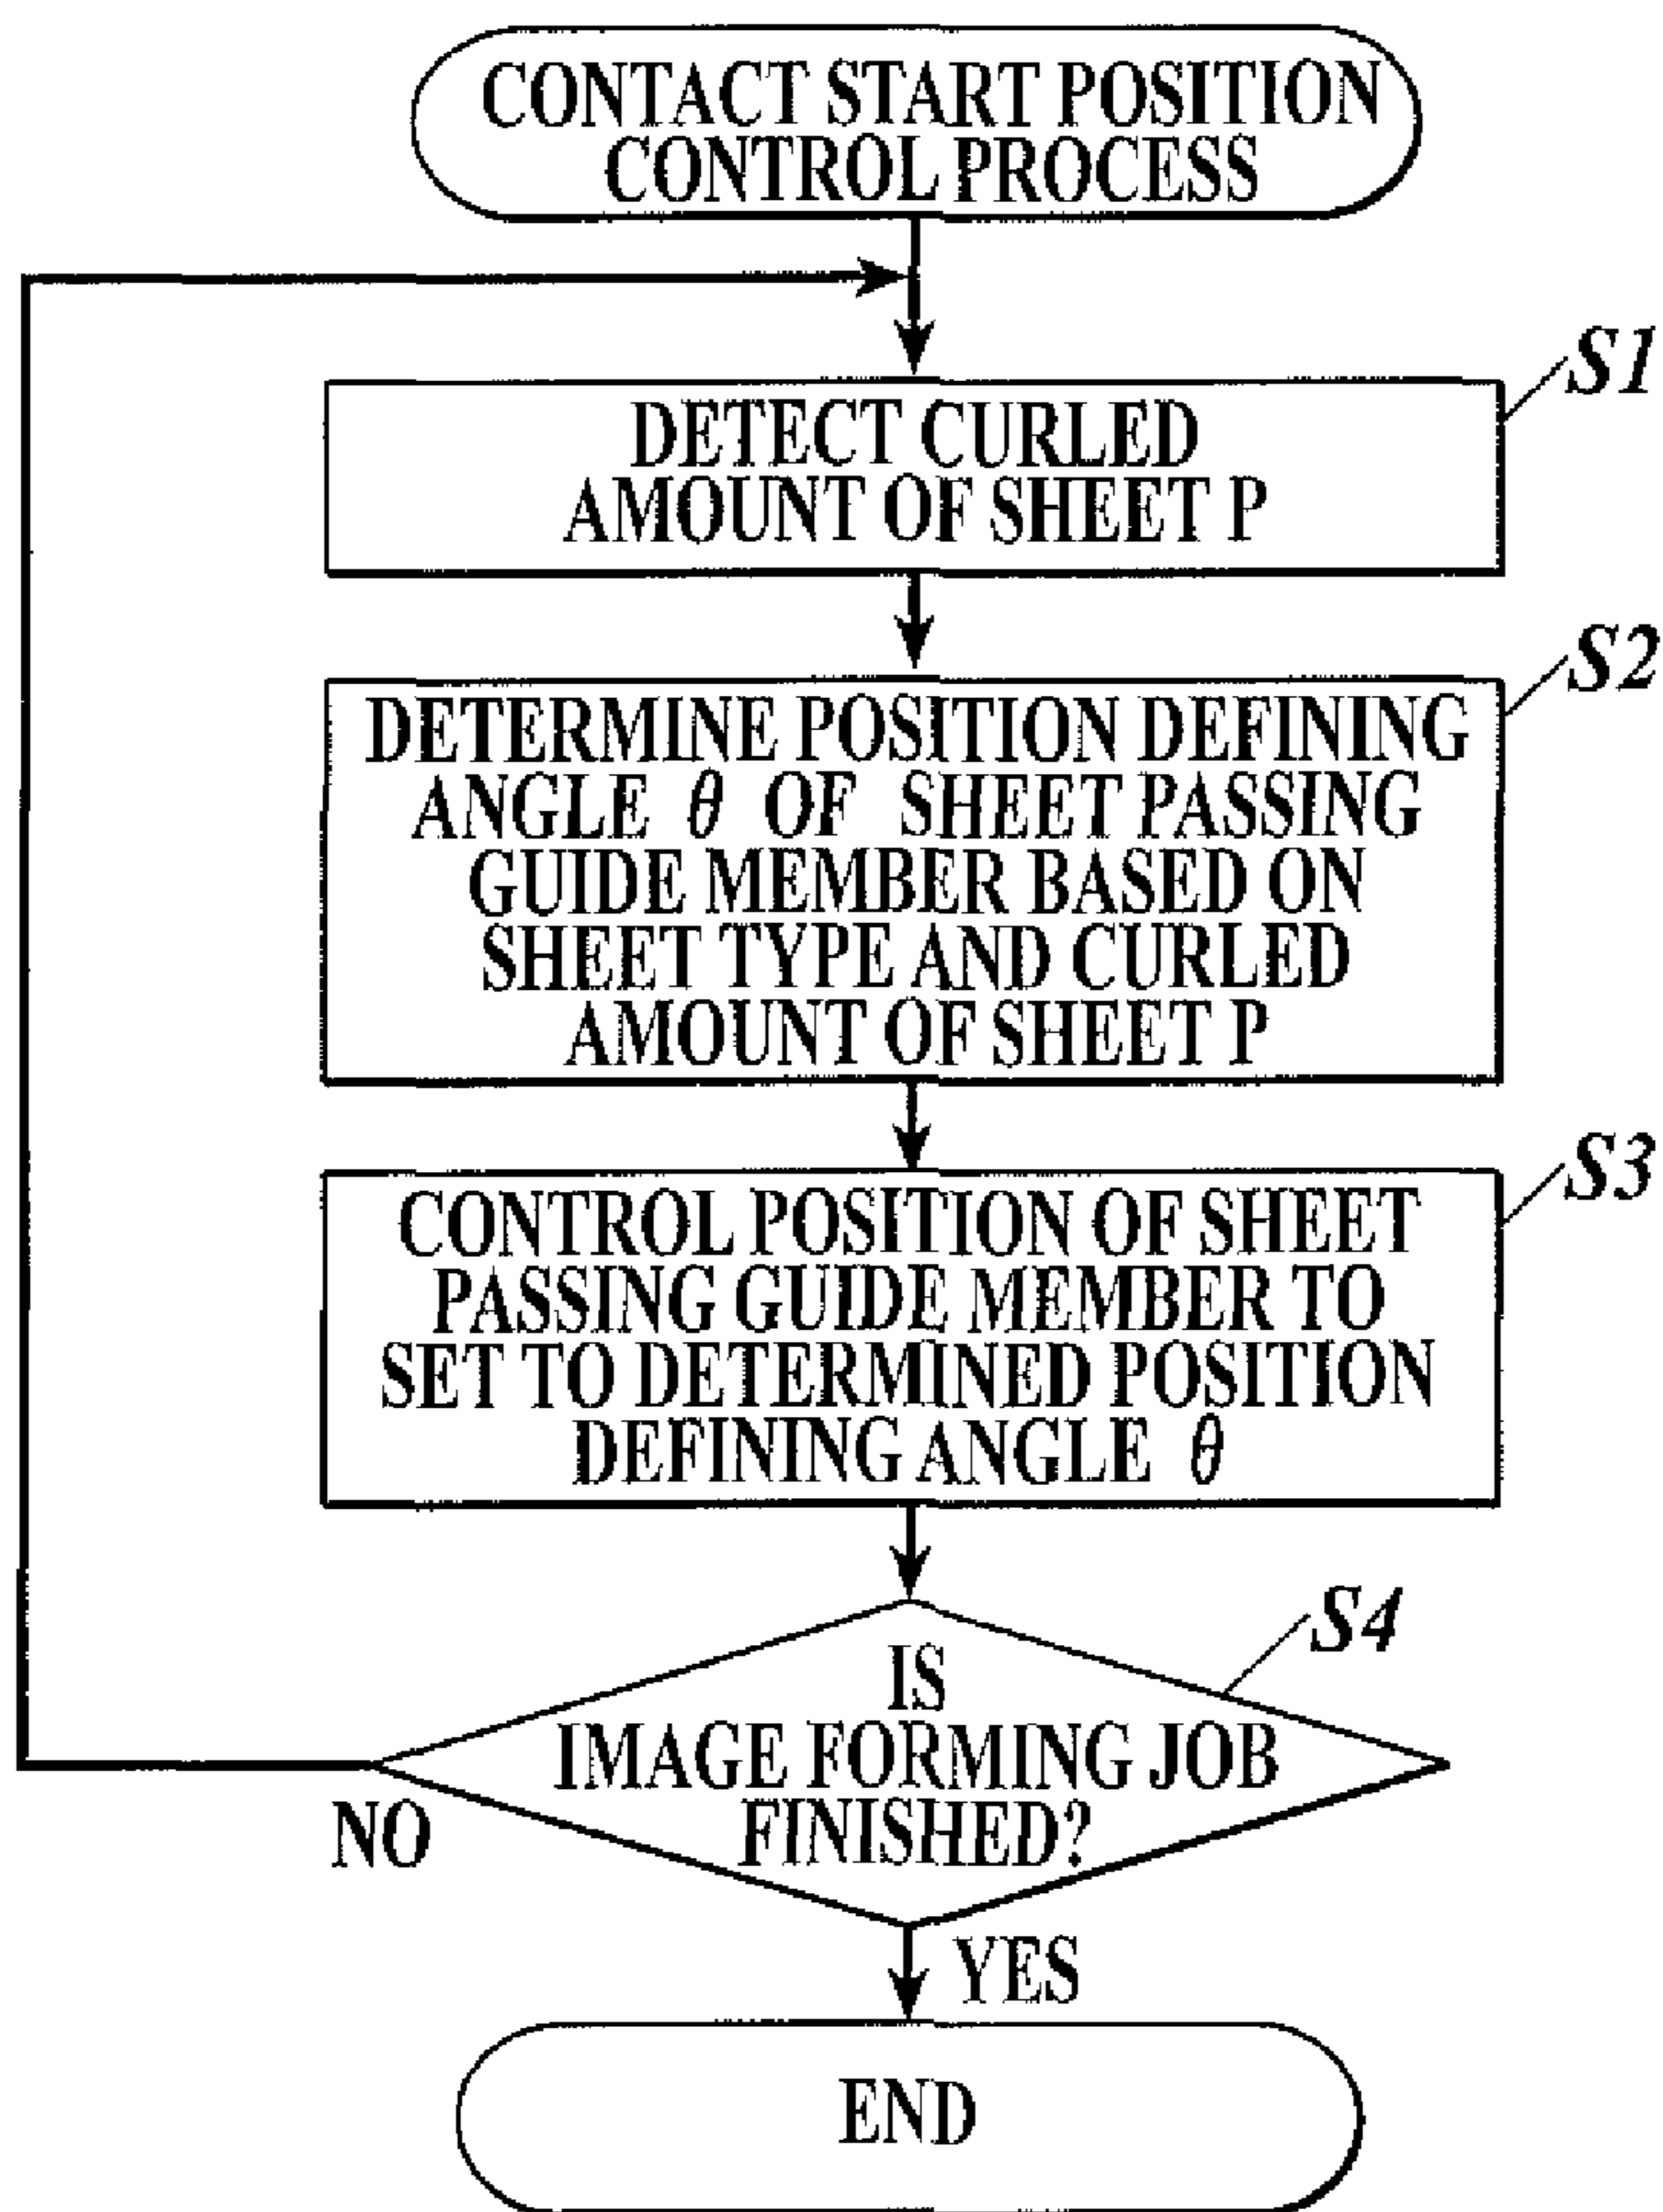 CONTACT START POSITION
CONTROL PROCESS
S1
DETECT CURLED
AMOUNT OF SHEET P
S2
DETERMINE POSITION DEFINING
ANGLE θ OF SHEET PASSING
GUIDE MEMBER BASED ON
SHEET TYPE AND CURLED
AMOUNT OF SHEET P
S3
CONTROL POSITION OF SHEET
PASSING GUIDE MEMBER TO
SET TO DETERMINED POSITION
DEFINING ANGLE θ
S4
IS
IMAGE FORMING JOB
FINISHED?
NO
YES
END